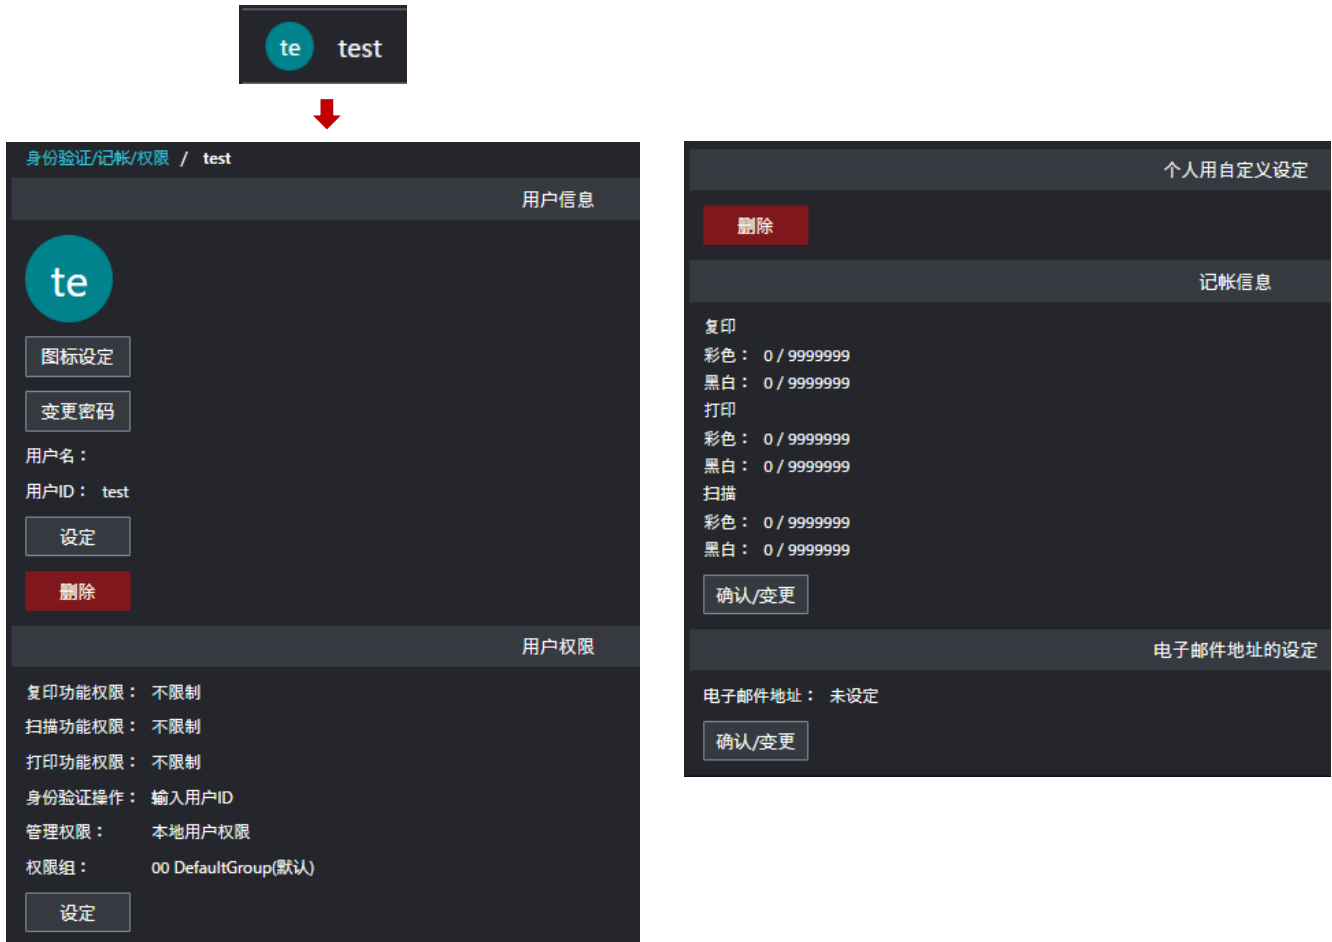 te test
身份验证/记帐/权限 / test
用户信息
te
图标设定
变更密码
用户名：
用户ID： test
设定
删除
用户权限
复印功能权限： 不限制
扫描功能权限： 不限制
打印功能权限： 不限制
身份验证操作： 输入用户ID
管理权限： 本地用户权限
权限组： 00 DefaultGroup(默认)
设定
个人用自定义设定
删除
记帐信息
复印
彩色： 0 / 9999999
黑白： 0 / 9999999
打印
彩色： 0 / 9999999
黑白： 0 / 9999999
扫描
彩色： 0 / 9999999
黑白： 0 / 9999999
确认/变更
电子邮件地址的设定
电子邮件地址： 未设定
确认/变更